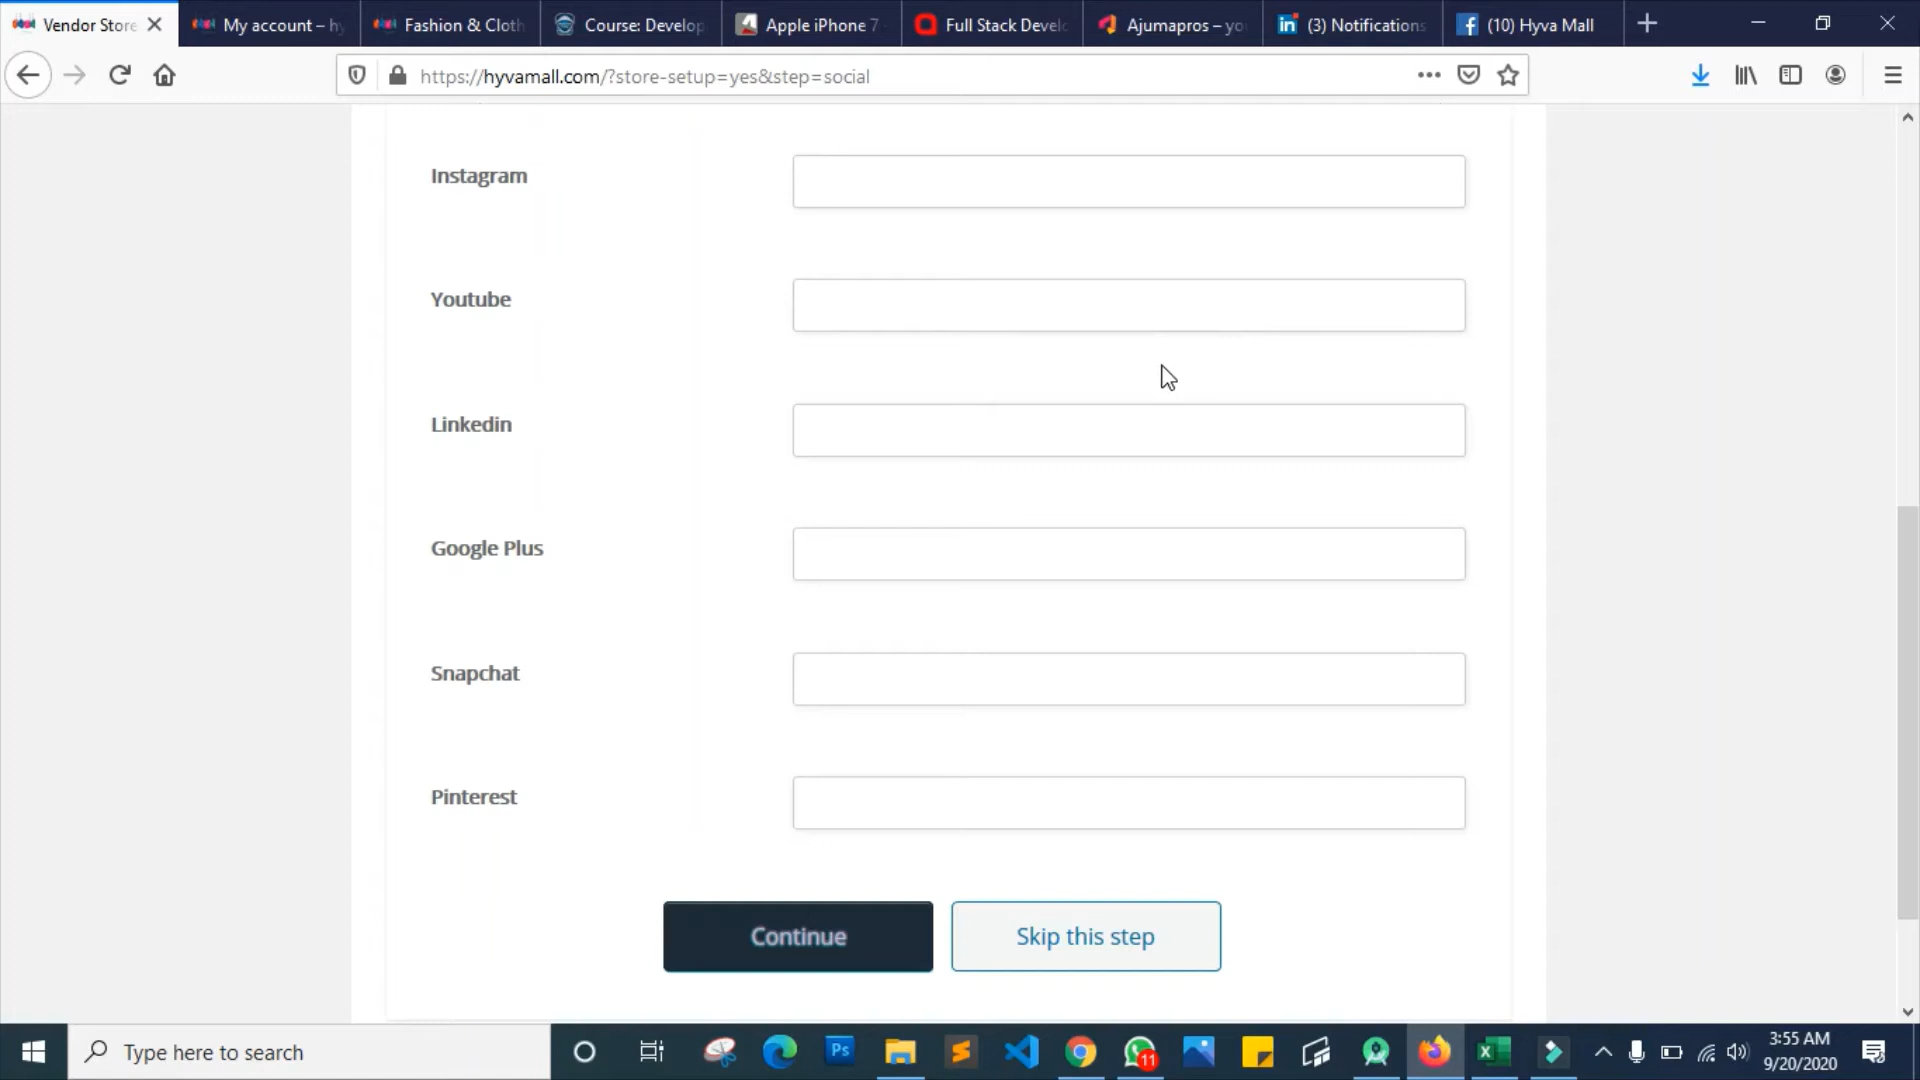 Vendor Store
My account – hy
Fashion & Cloth
Course: Develop
Apple iPhone 7
Full Stack Devel
Ajumapros – yo
(3) Notifications
(10) Hyva Mall
https://hyvamall.com/?store-setup=yes&step=social
Instagram
Youtube
Linkedin
Google Plus
Snapchat
Pinterest
Continue
Skip this step
Type here to search
Ps
11
3:55 AM
9/20/2020